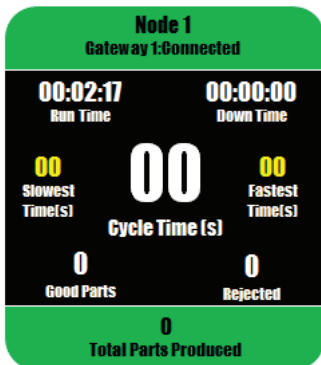 Node 1
Gateway 1:Connected
00:02:17 00:00:00
Run Time Down Time
00 00 00
Slowest Fastest
Time(s) Time(s)
Cycle Time (s)
0 0
Good Parts Rejected
0
Total Parts Produced